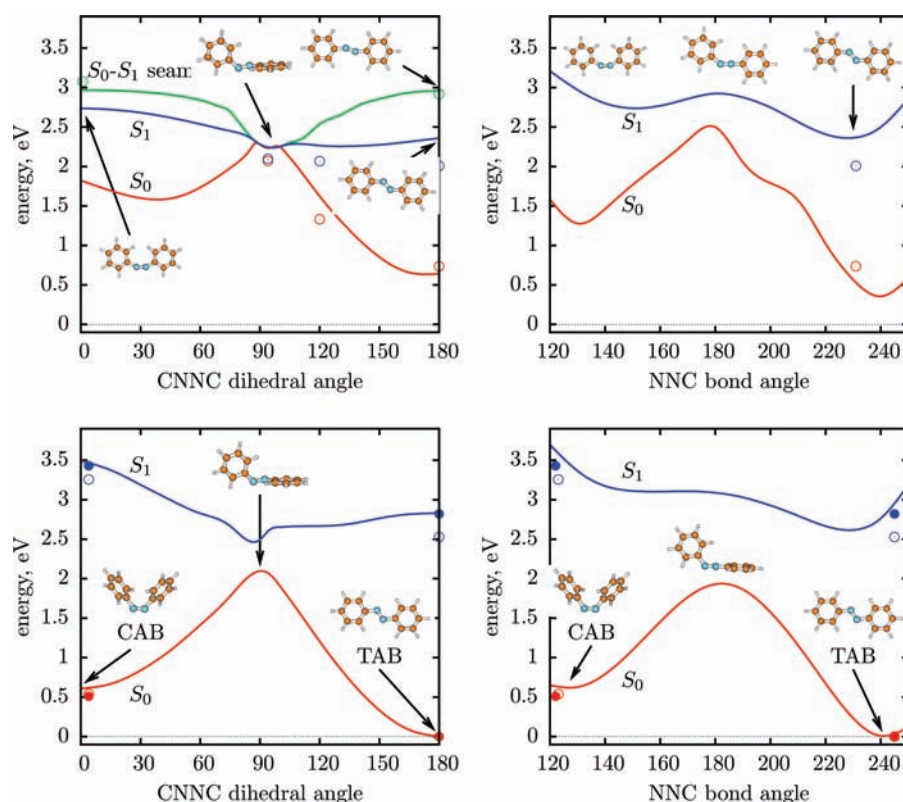 3.5
3
2.5
2
1.5
1
0.5
0
energy, eV
S₀-S₁ seam
S₁
S₀
0 30 60 90 120 150 180
CNNC dihedral angle
3.5
3
2.5
2
1.5
1
0.5
0
energy, eV
S₁
S₀
120 140 160 180 200 220 240
NNC bond angle
3.5
3
2.5
2
1.5
1
0.5
0
energy, eV
S₁
CAB
TAB
S₀
0 30 60 90 120 150 180
CNNC dihedral angle
3.5
3
2.5
2
1.5
1
0.5
0
energy, eV
S₁
CAB
TAB
S₀
120 140 160 180 200 220 240
NNC bond angle